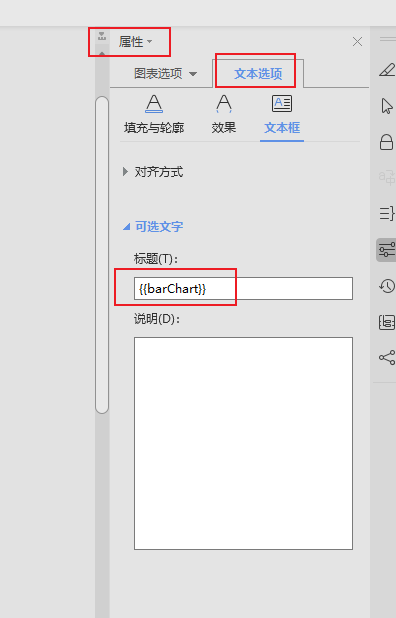 属性
图表选项 文本选项
填充与轮廓 效果 文本框
对齐方式
可选文字
标题(T):
{{barChart}}
说明(D):